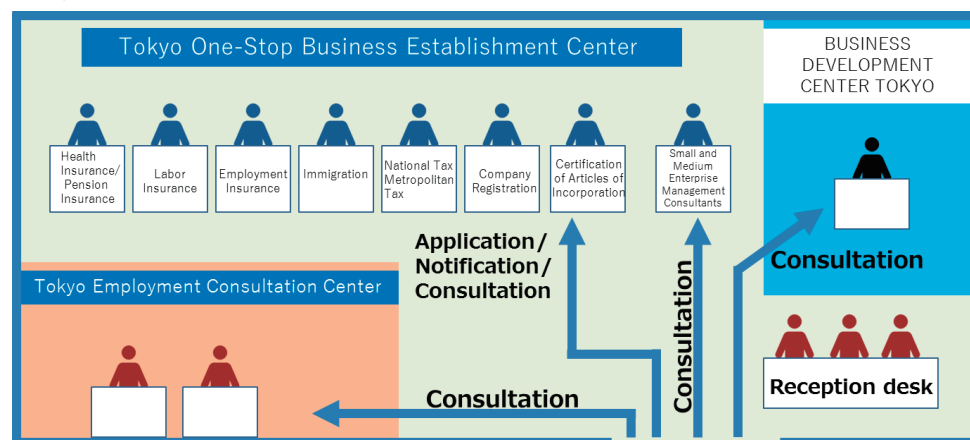 Tokyo One-Stop Business Establishment Center
BUSINESS
DEVELOPMENT
CENTER TOKYO
Health
Insurance/
Pension
Insurance
Labor
Insurance
Employment
Insurance
Immigration
National Tax
Metropolitan
Tax
Company
Registration
Certification
of Articles of
Incorporation
Small and
Medium
Enterprise
Management
Consultants
Application/
Notification/
Consultation
Consultation
Consultation
Tokyo Employment Consultation Center
Consultation
Reception desk